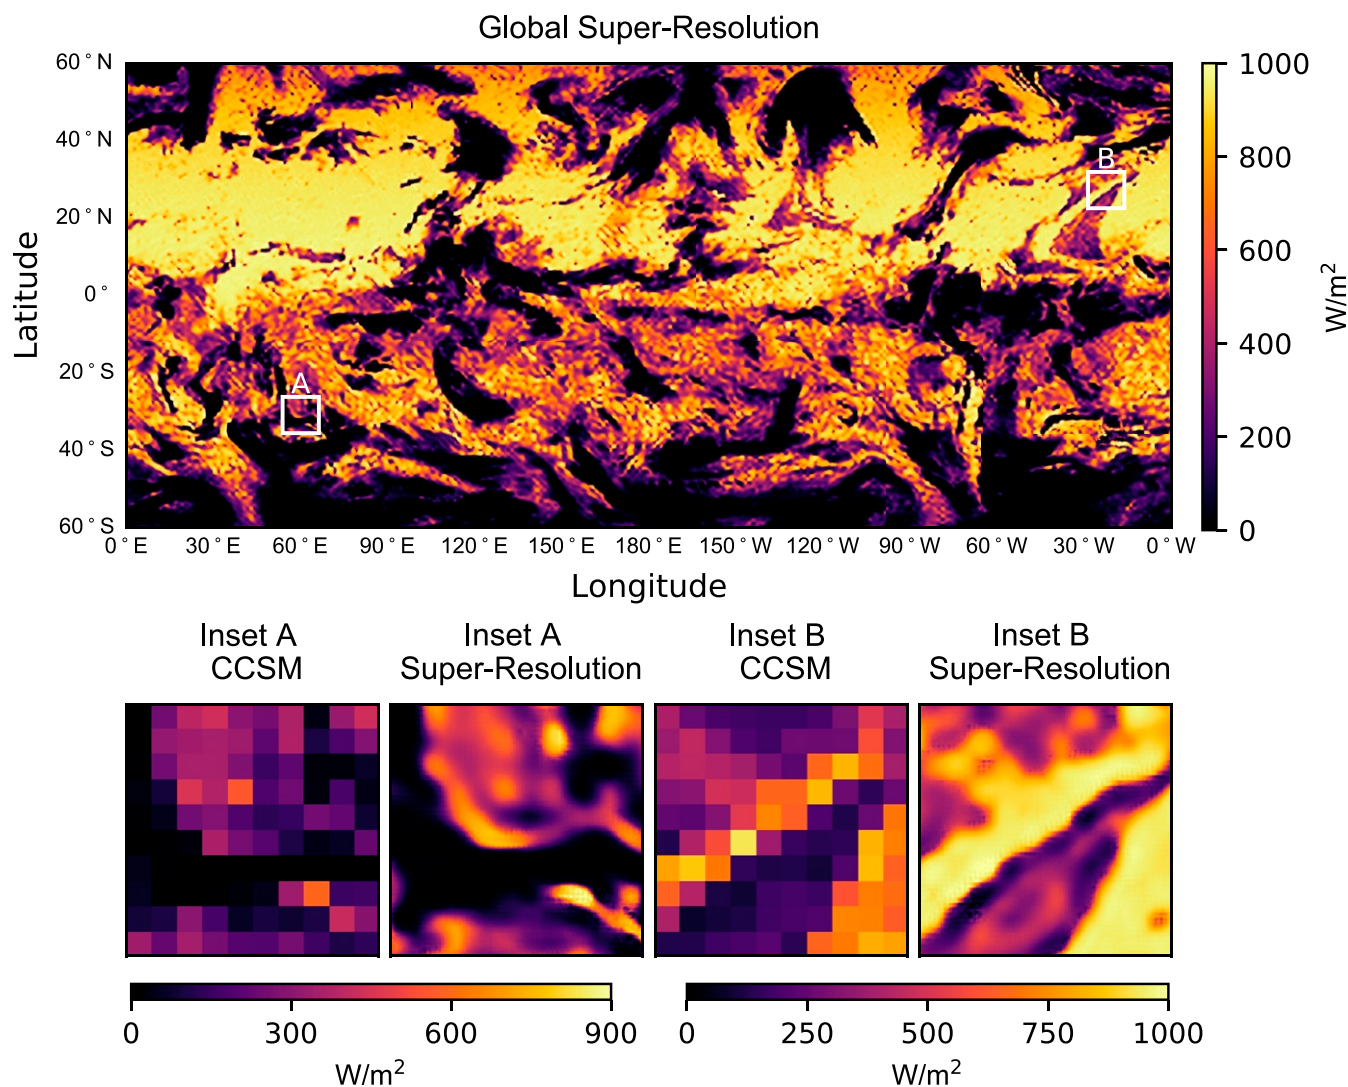 Global Super-Resolution
60°N
40°N
20°N
0°
20°S
40°S
60°S
Latitude
B
A
0°E 30°E 60°E 90°E 120°E 150°E 180°E 150°W 120°W 90°W 60°W 30°W 0°W
Longitude
1000
800
600
400
200
0
W/m²
Inset A Inset A Inset B Inset B
CCSM Super-Resolution CCSM Super-Resolution
0 300 600 900 0 250 500 750 1000
W/m² W/m²